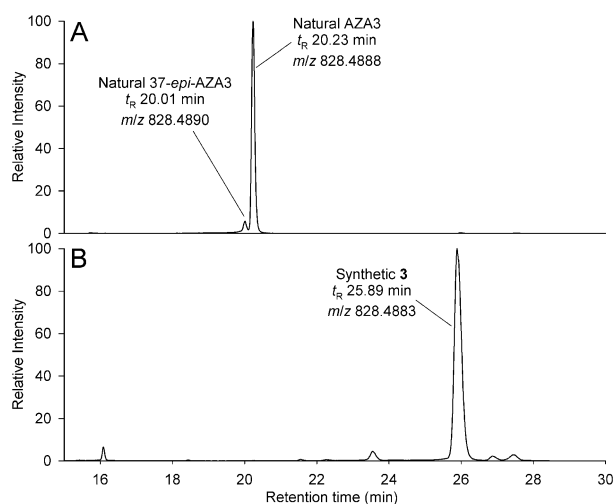 A
Relative Intensity
100
80
60
40
20
0
Natural AZA3
tR 20.23 min
m/z 828.4888
Natural 37-epi-AZA3
tR 20.01 min
m/z 828.4890
B
Relative Intensity
100
80
60
40
20
0
Synthetic 3
tR 25.89 min
m/z 828.4883
16 18 20 22 24 26 28 30
Retention time (min)